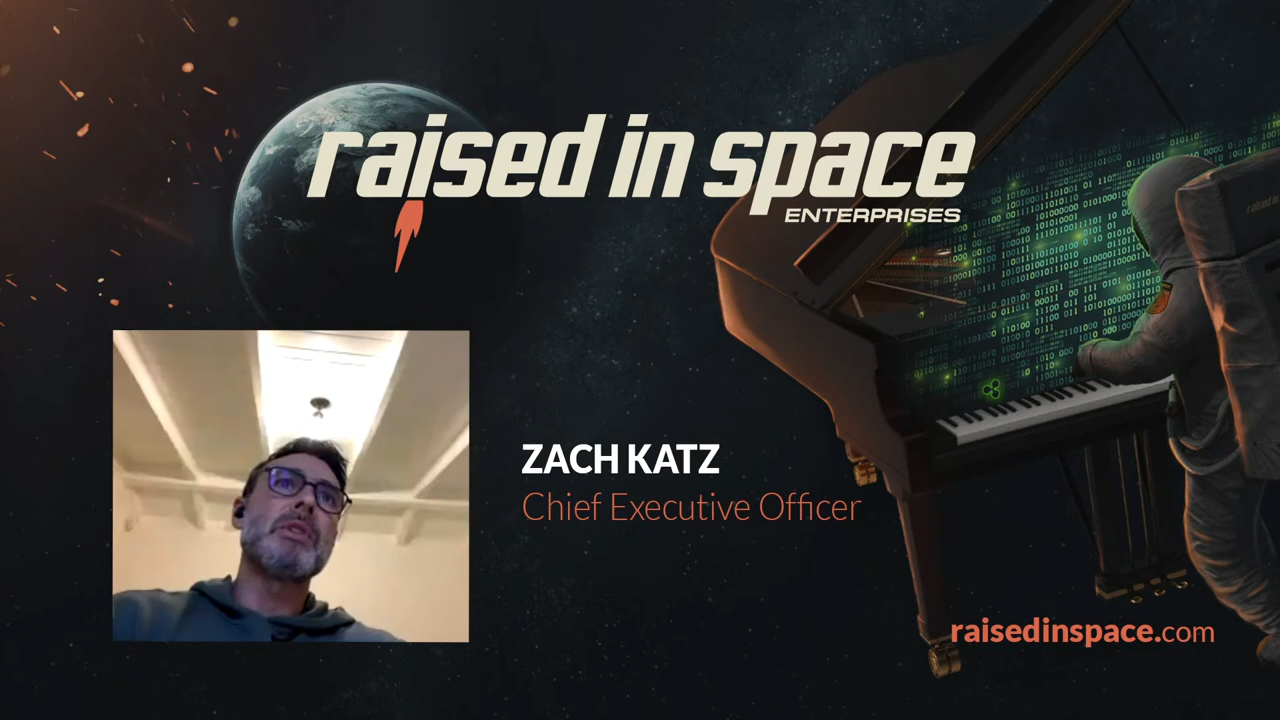 raised in space
ENTERPRISES
ZACH KATZ
Chief Executive Officer
raisedinspace.com